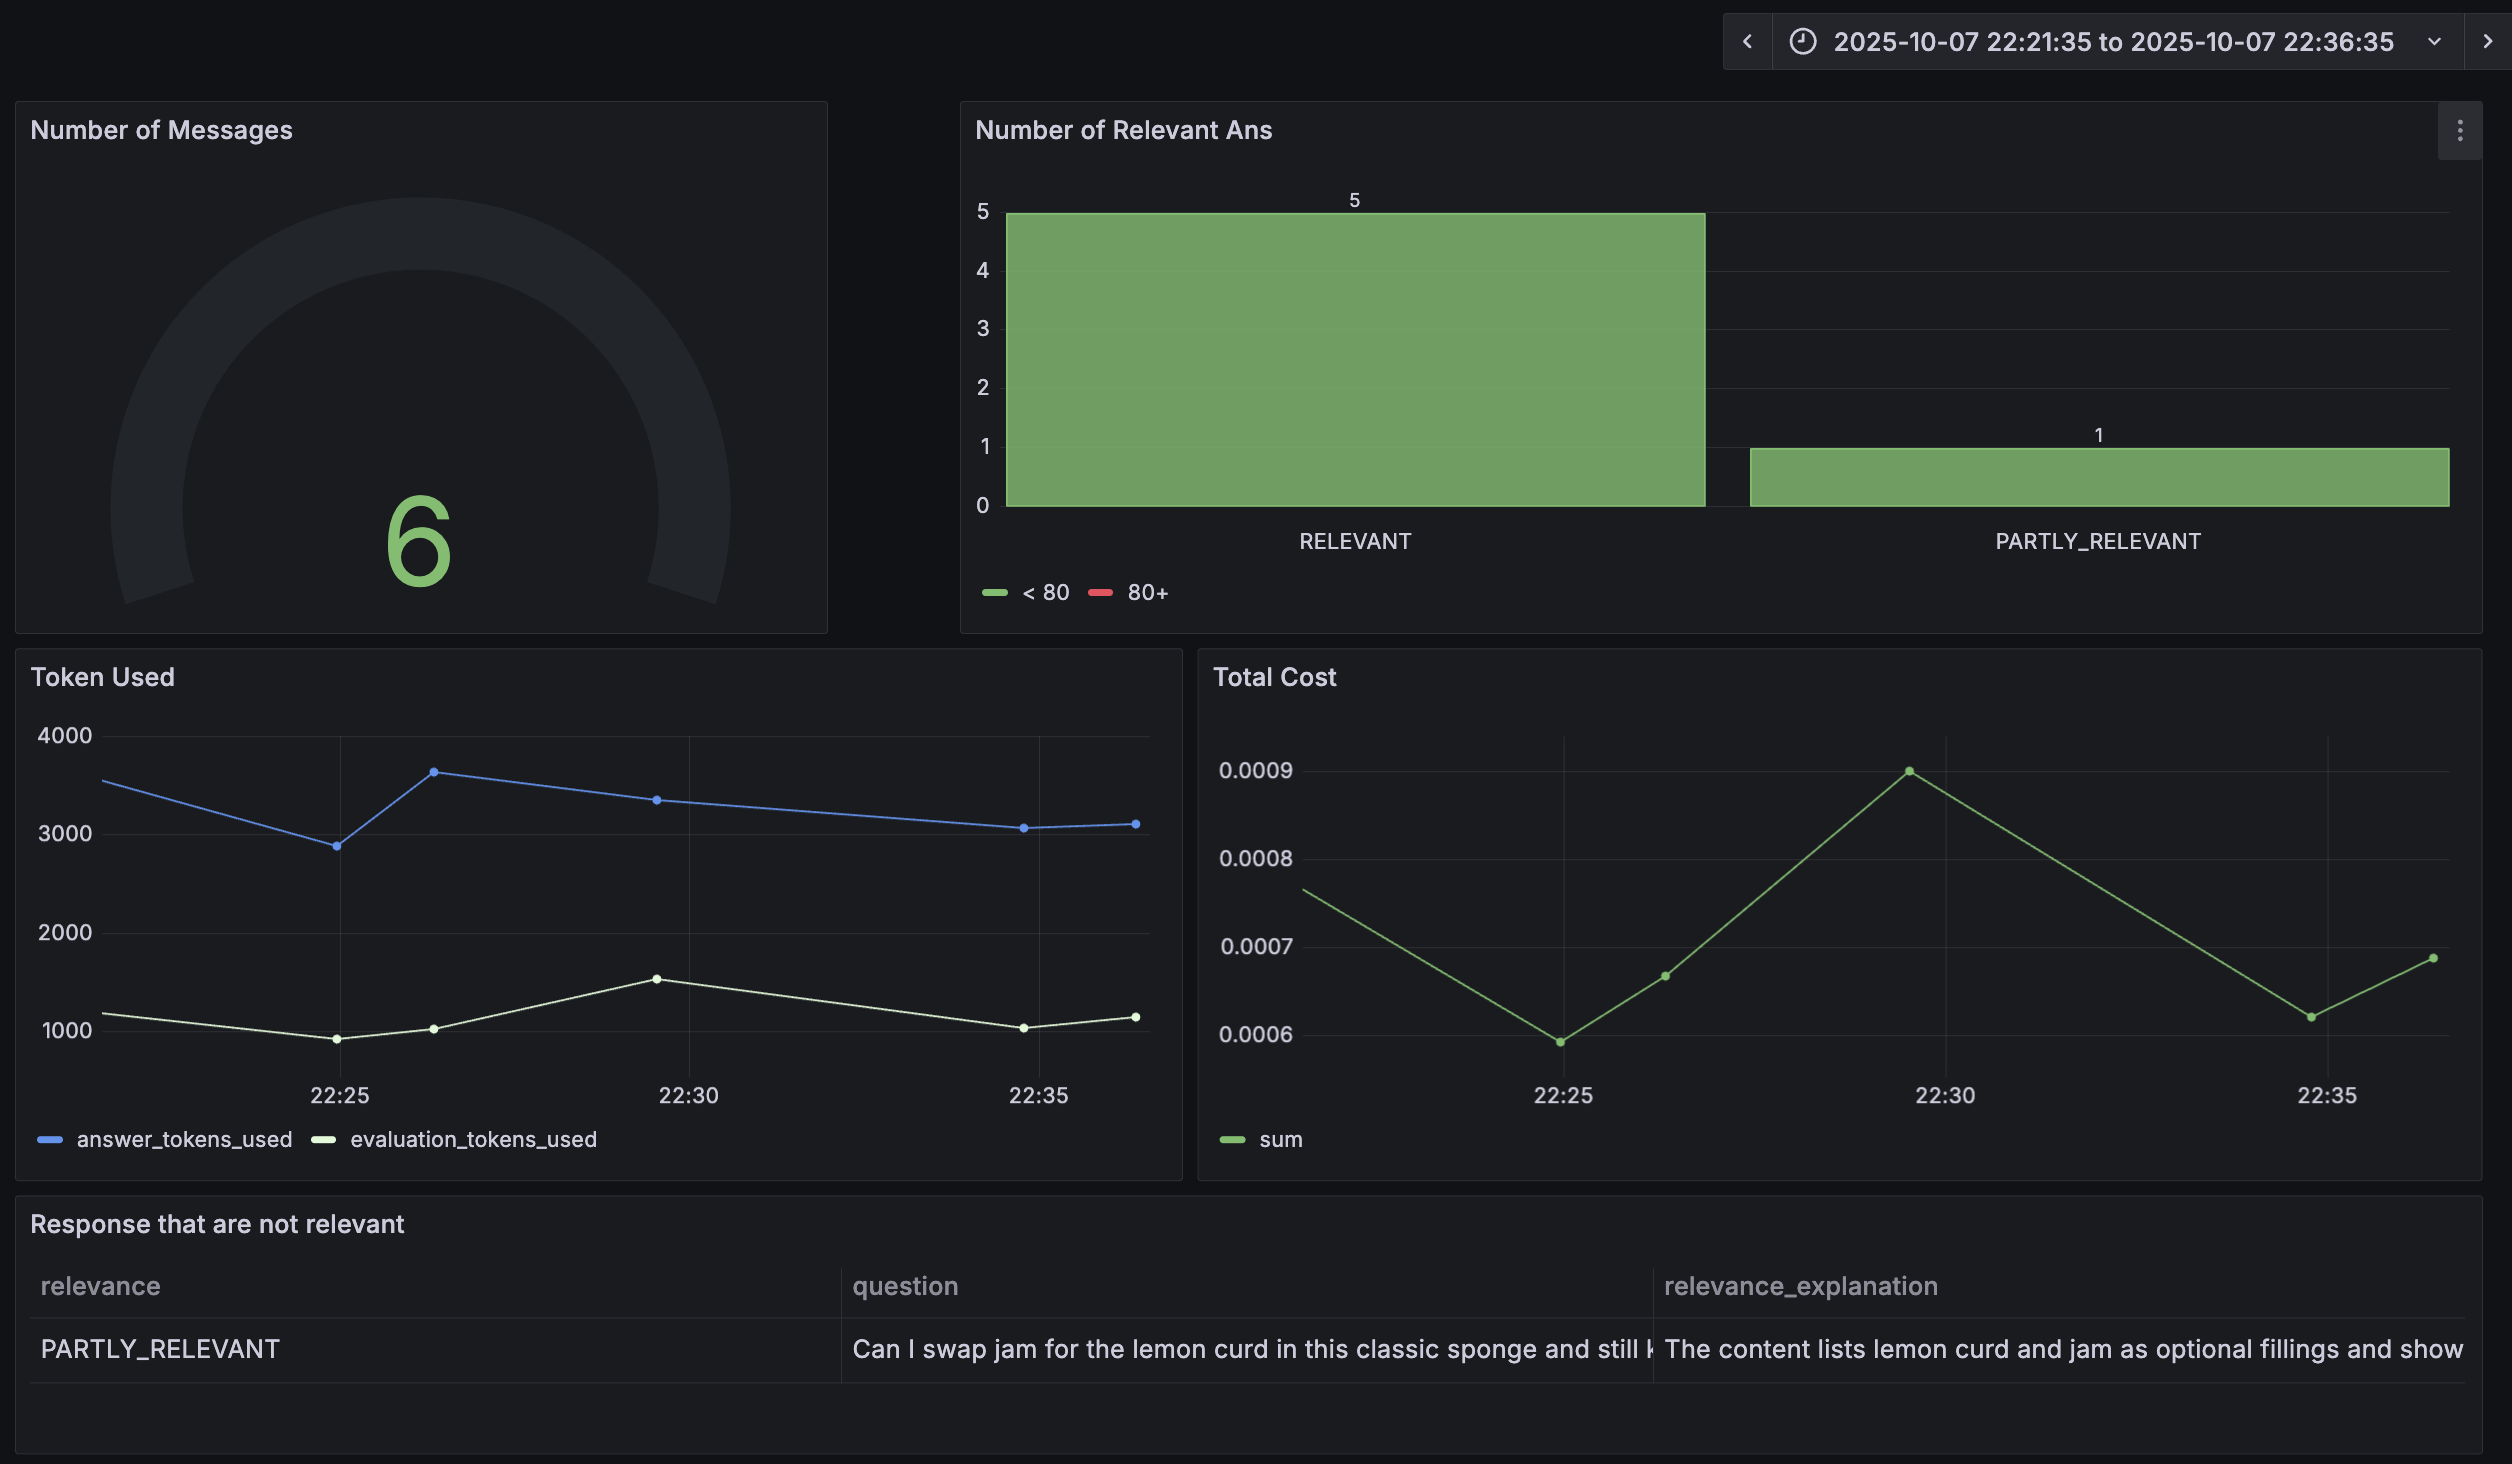 2025-10-07 22:21:35 to 2025-10-07 22:36:35
Number of Messages
6
Number of Relevant Ans
5
5
4
3
2
1
1
0
RELEVANT
PARTLY_RELEVANT
< 80
80+
Token Used
4000
3000
2000
1000
22:25
22:30
22:35
answer_tokens_used
evaluation_tokens_used
Total Cost
0.0009
0.0008
0.0007
0.0006
22:25
22:30
22:35
sum
Response that are not relevant
relevance
question
relevance_explanation
PARTLY_RELEVANT
Can I swap jam for the lemon curd in this classic sponge and still
The content lists lemon curd and jam as optional fillings and show